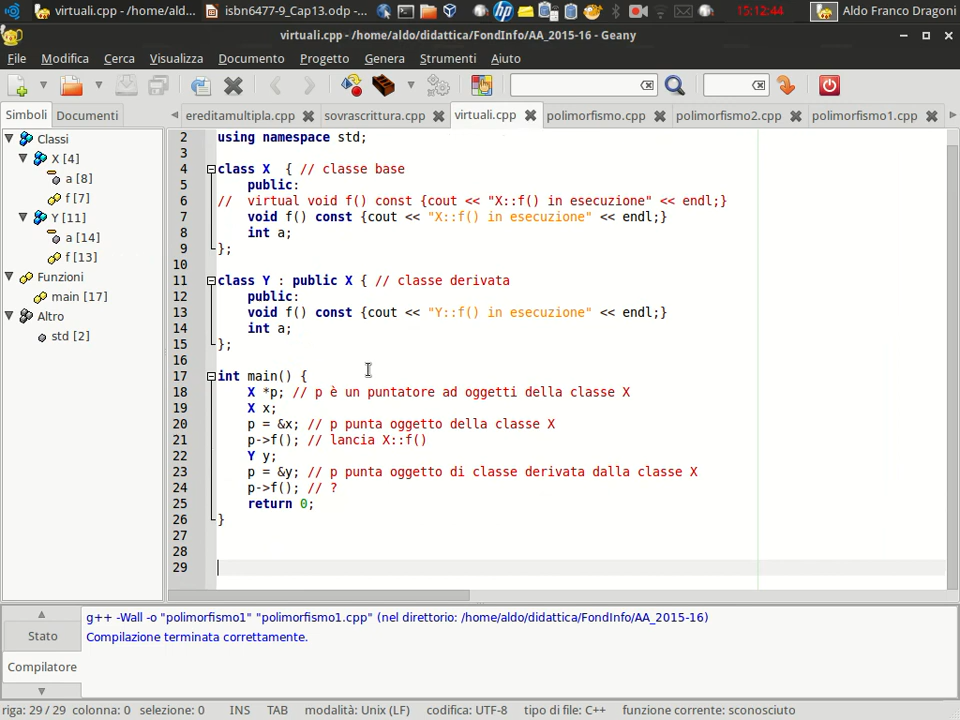 virtuali.cpp - /home/ald...
isbn6477-9_Cap13.odp -...
15:12:44
Aldo Franco Dragoni
virtuali.cpp - /home/aldo/didattica/FondInfo/AA_2015-16 - Geany
File Modifica Cerca Visualizza Documento Progetto Genera Strumenti Aiuto
Simboli Documenti
ereditamultipla.cpp sovrascrittura.cpp virtuali.cpp polimorfismo.cpp polimorfismo2.cpp polimorfismo1.cpp
Classi
X [4]
a [8]
f [7]
Y [11]
a [14]
f [13]
Funzioni
main [17]
Altro
std [2]
2 using namespace std;
3
4 class X  { // classe base
5     public:
6 //  virtual void f() const {cout << "X::f() in esecuzione" << endl;}
7     void f() const {cout << "X::f() in esecuzione" << endl;}
8     int a;
9 };
10
11 class Y : public X { // classe derivata
12     public:
13     void f() const {cout << "Y::f() in esecuzione" << endl;}
14     int a;
15 };
16
17 int main() {
18     X *p; // p è un puntatore ad oggetti della classe X
19     X x;
20     p = &x; // p punta oggetto della classe X
21     p->f(); // lancia X::f()
22     Y y;
23     p = &y; // p punta oggetto di classe derivata dalla classe X
24     p->f(); // ?
25     return 0;
26 }
27
28
29
Stato
Compilatore
g++ -Wall -o "polimorfismo1" "polimorfismo1.cpp" (nel direttorio: /home/aldo/didattica/FondInfo/AA_2015-16)
Compilazione terminata correttamente.
riga: 29 / 29 colonna: 0 selezione: 0 INS TAB modalità: Unix (LF) codifica: UTF-8 tipo di file: C++ funzione corrente: sconosciuto